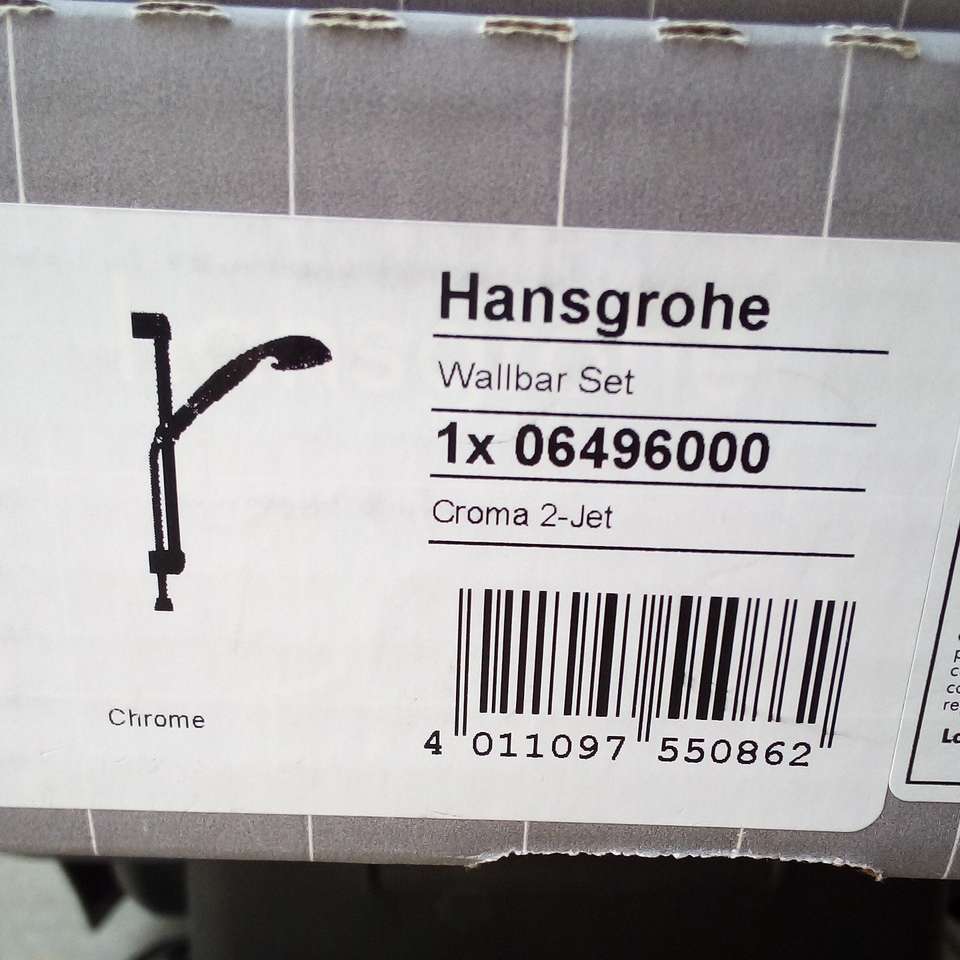 Hansgrohe
Wallbar Set
1x 06496000
Croma 2-Jet
Chrome
4 011097 550862